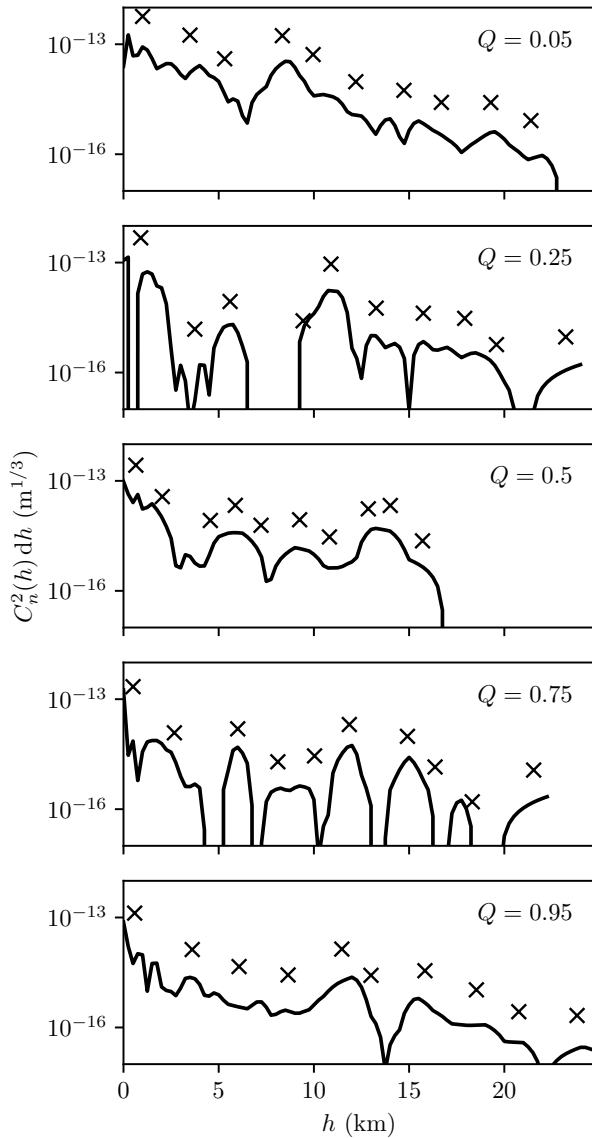 10⁻¹³
Q = 0.05
10⁻¹⁶
10⁻¹³
Q = 0.25
10⁻¹⁶
10⁻¹³
Q = 0.5
10⁻¹⁶
C_n^2(h) dh (m^{1/3})
10⁻¹³
Q = 0.75
10⁻¹⁶
10⁻¹³
Q = 0.95
10⁻¹⁶
0 5 10 15 20
h (km)